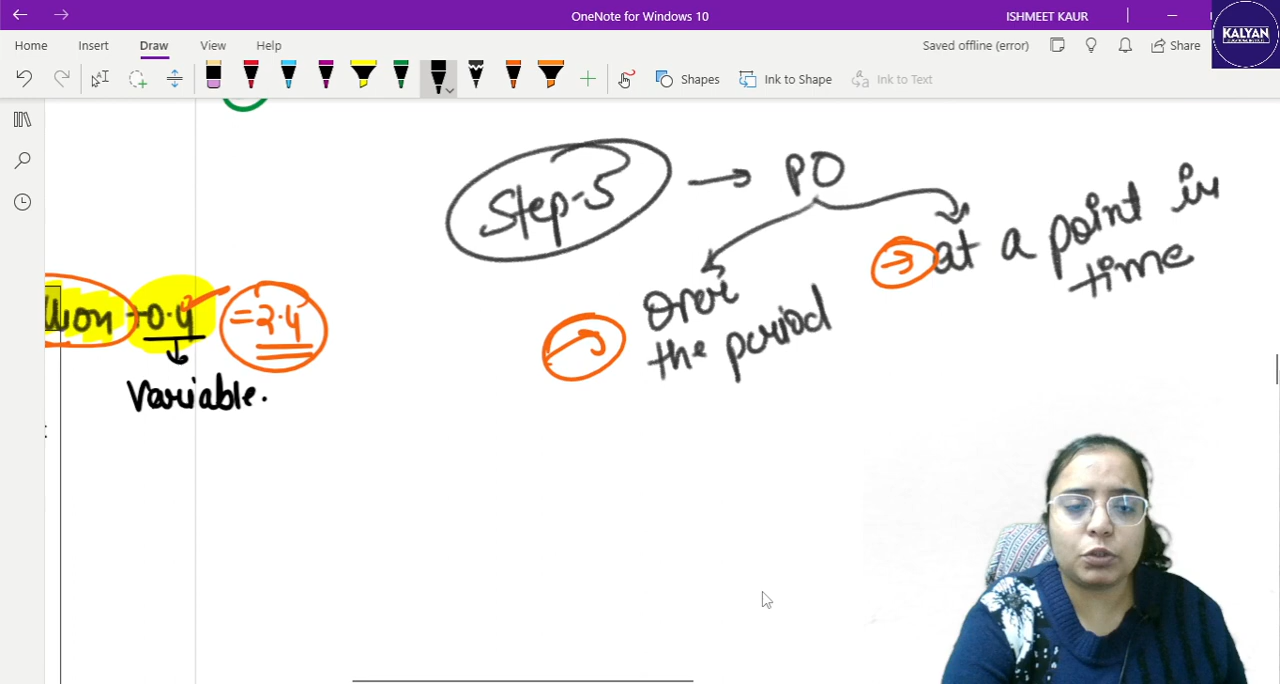 OneNote for Windows 10
ISHMEET KAUR
KALYAN
Home Insert Draw View Help
Saved offline (error)
Share
Shapes
Ink to Shape
Ink to Text
Step-5 → PO
at a point in
time
over
the period
-0.4 = 2.4
Variable.